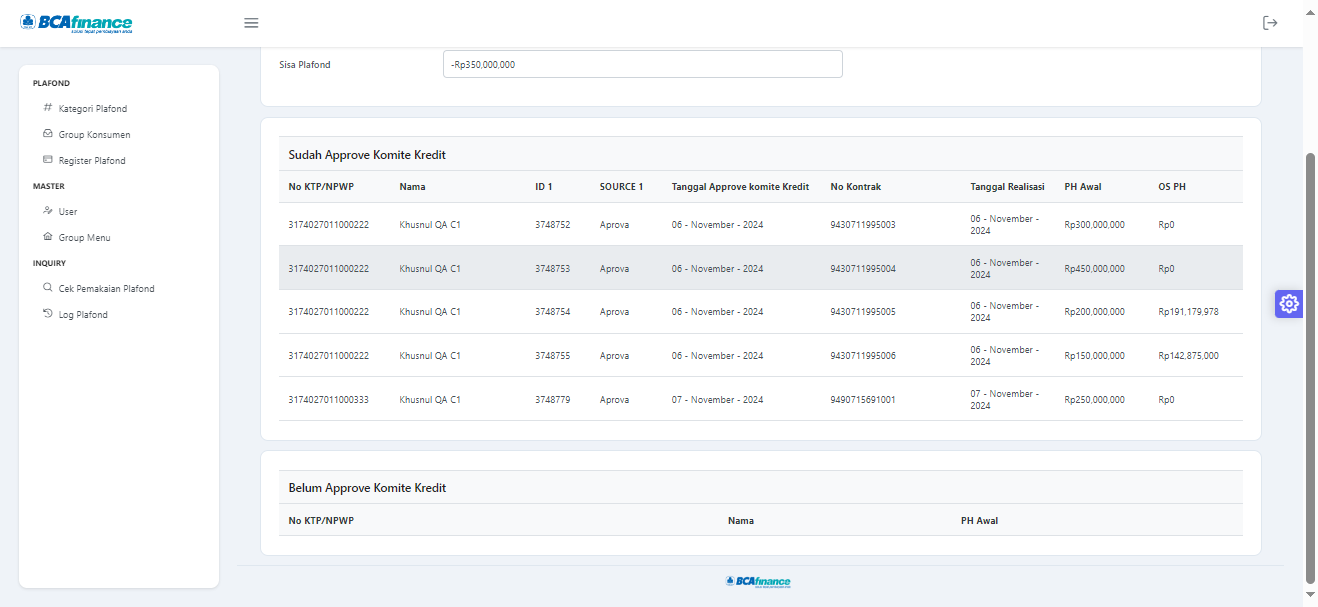 BCAfinance
solusi tepat pembiayaan anda
PLAFOND
Kategori Plafond
Group Konsumen
Register Plafond
MASTER
User
Group Menu
INQUIRY
Cek Pemakaian Plafond
Log Plafond
Sisa Plafond -Rp350,000,000
Sudah Approve Komite Kredit
No KTP/NPWP Nama ID 1 SOURCE 1 Tanggal Approve komite Kredit No Kontrak Tanggal Realisasi PH Awal OS PH
3174027011000222 Khusnul QA C1 3748752 Aprova 06 - November - 2024 9430711995003 06 - November - 2024 Rp300,000,000 Rp0
3174027011000222 Khusnul QA C1 3748753 Aprova 06 - November - 2024 9430711995004 06 - November - 2024 Rp450,000,000 Rp0
3174027011000222 Khusnul QA C1 3748754 Aprova 06 - November - 2024 9430711995005 06 - November - 2024 Rp200,000,000 Rp191,179,978
3174027011000222 Khusnul QA C1 3748755 Aprova 06 - November - 2024 9430711995006 06 - November - 2024 Rp150,000,000 Rp142,875,000
3174027011000333 Khusnul QA C1 3748779 Aprova 07 - November - 2024 9490715691001 07 - November - 2024 Rp250,000,000 Rp0
Belum Approve Komite Kredit
No KTP/NPWP Nama PH Awal
BCAfinance